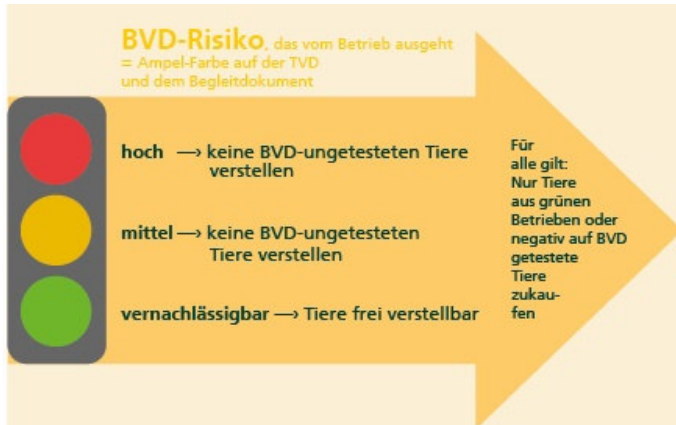 BVD-Risiko, das vom Betrieb ausgeht
= Ampel-Farbe auf der TVD
und dem Begleitdokument
hoch —> keine BVD-ungetesteten Tiere
verstellen
mittel —> keine BVD-ungetesteten
Tiere verstellen
vernachlässigbar —> Tiere frei verstellbar
Für
alle gilt:
Nur Tiere
aus grünen
Betrieben oder
negativ auf BVD
getestete
Tiere
zukau-
fen